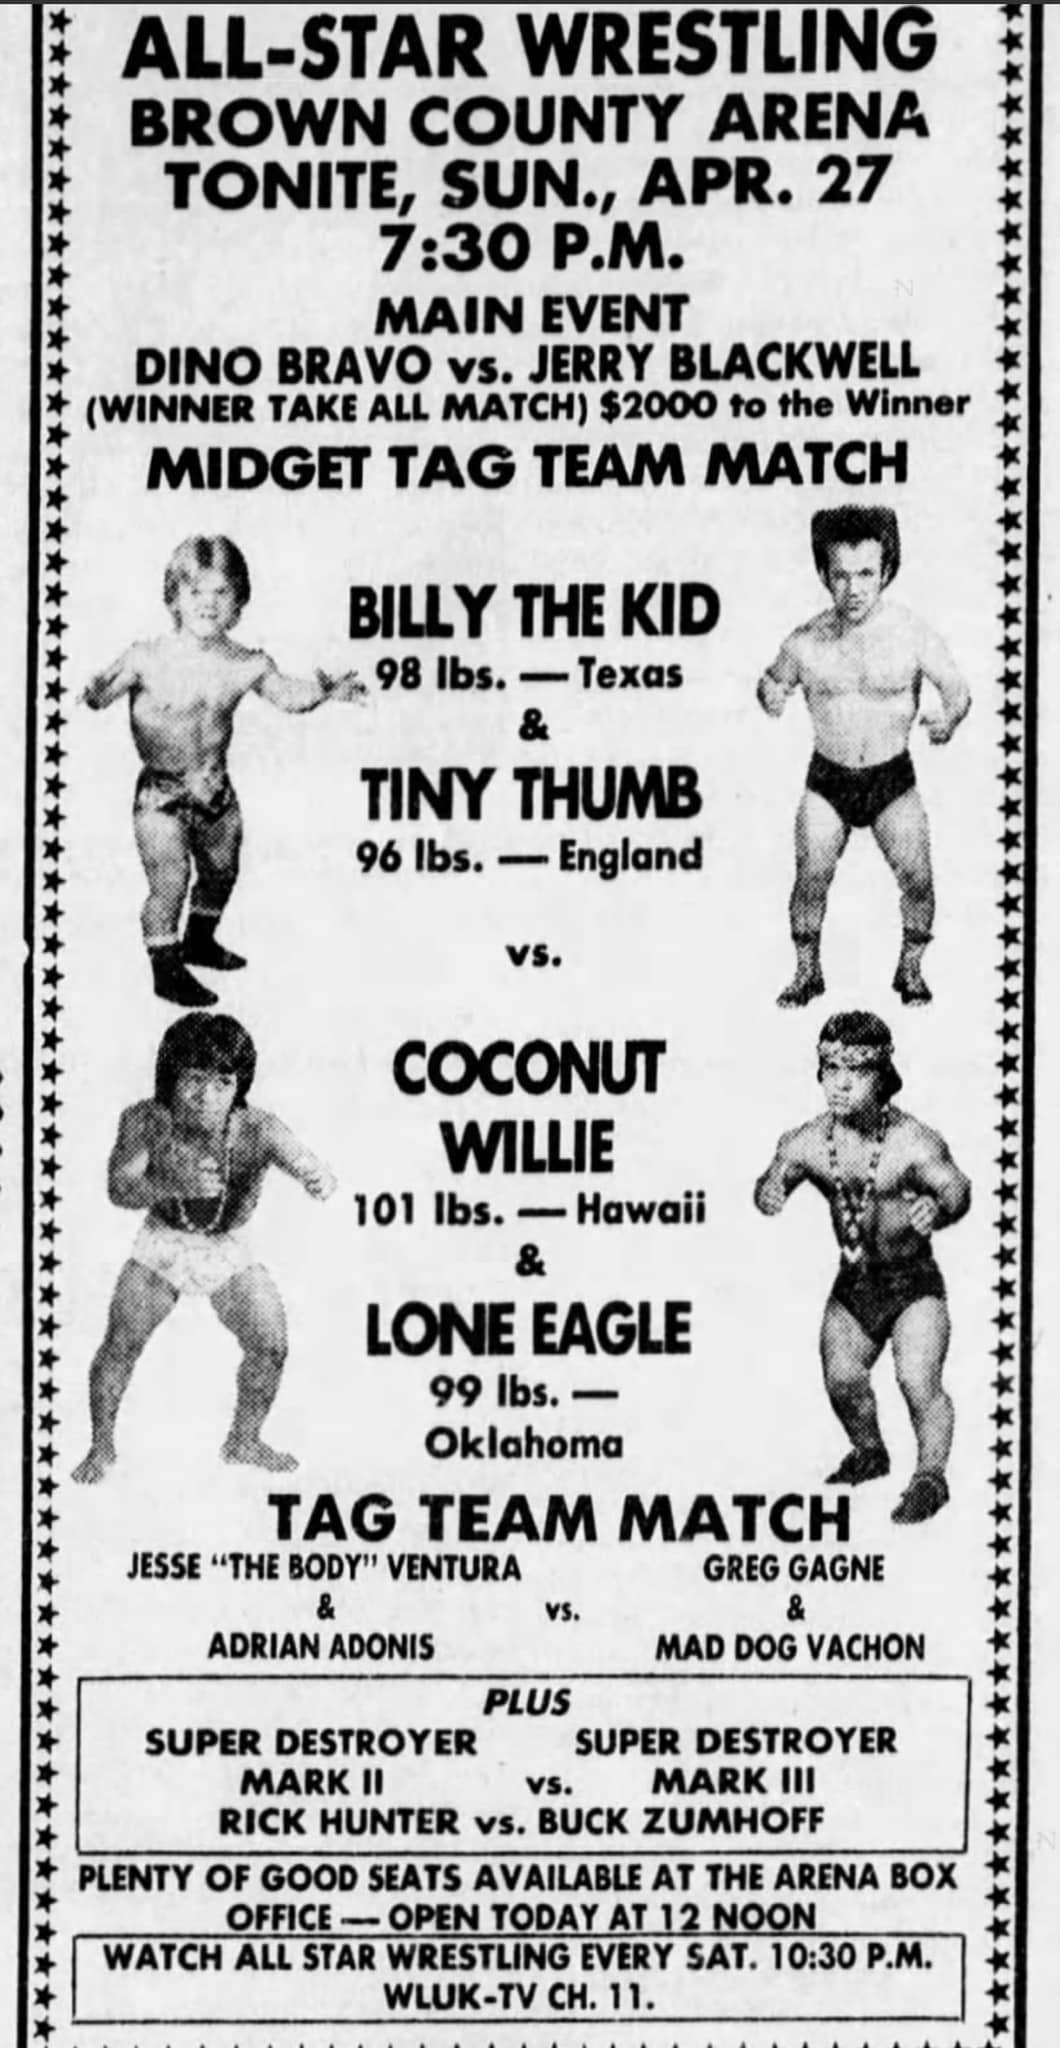 ALL-STAR WRESTLING
BROWN COUNTY ARENA
TONITE, SUN., APR. 27
7:30 P.M.
MAIN EVENT
DINO BRAVO vs. JERRY BLACKWELL
(WINNER TAKE ALL MATCH) $2000 to the Winner
MIDGET TAG TEAM MATCH
BILLY THE KID
98 lbs. — Texas
&
TINY THUMB
96 lbs. — England
vs.
COCONUT
WILLIE
101 lbs. — Hawaii
&
LONE EAGLE
99 lbs. —
Oklahoma
TAG TEAM MATCH
JESSE "THE BODY" VENTURA GREG GAGNE
& vs. &
ADRIAN ADONIS MAD DOG VACHON
PLUS
SUPER DESTROYER SUPER DESTROYER
MARK II vs. MARK III
RICK HUNTER vs. BUCK ZUMHOFF
PLENTY OF GOOD SEATS AVAILABLE AT THE ARENA BOX
OFFICE — OPEN TODAY AT 12 NOON
WATCH ALL STAR WRESTLING EVERY SAT. 10:30 P.M.
WLUK-TV CH. 11.